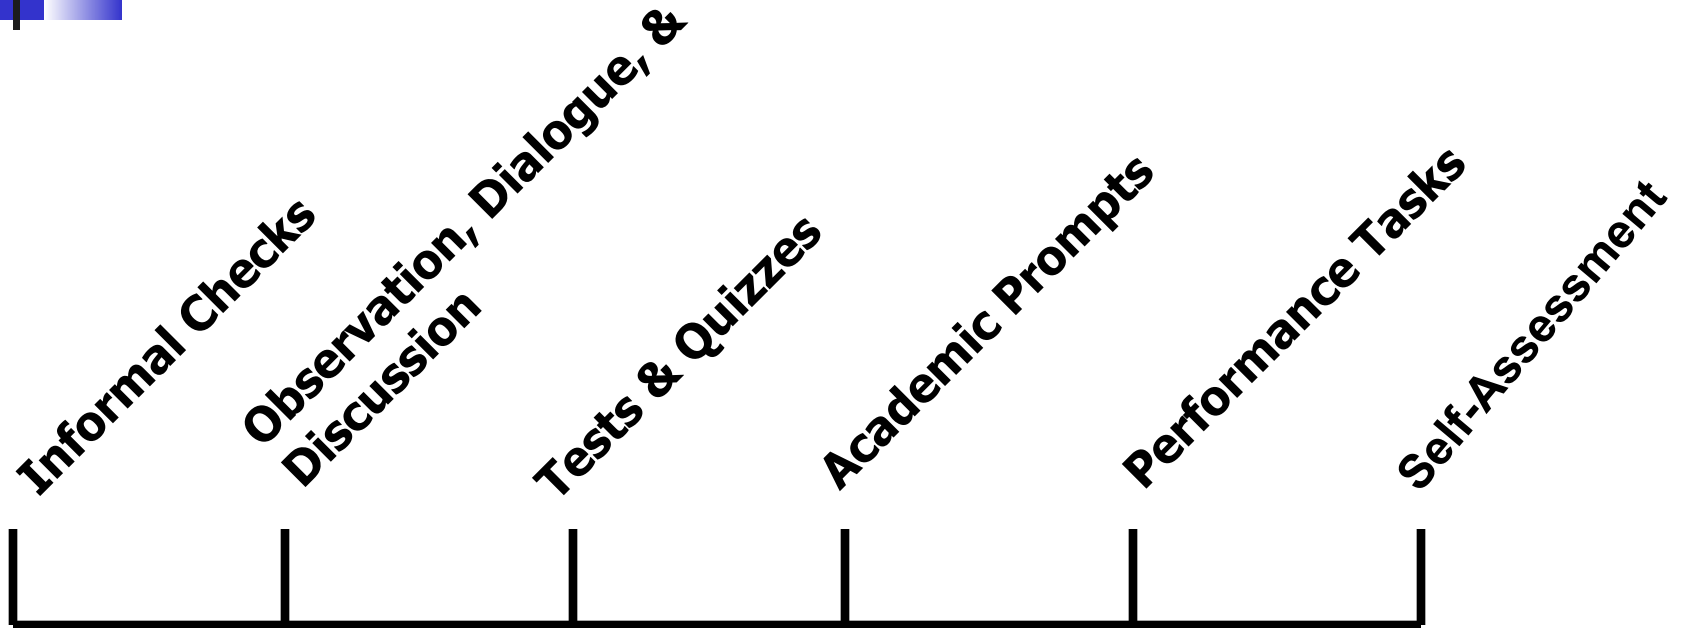 Informal Checks
Observation, Dialogue, &
Discussion
Tests & Quizzes
Academic Prompts
Performance Tasks
Self-Assessment